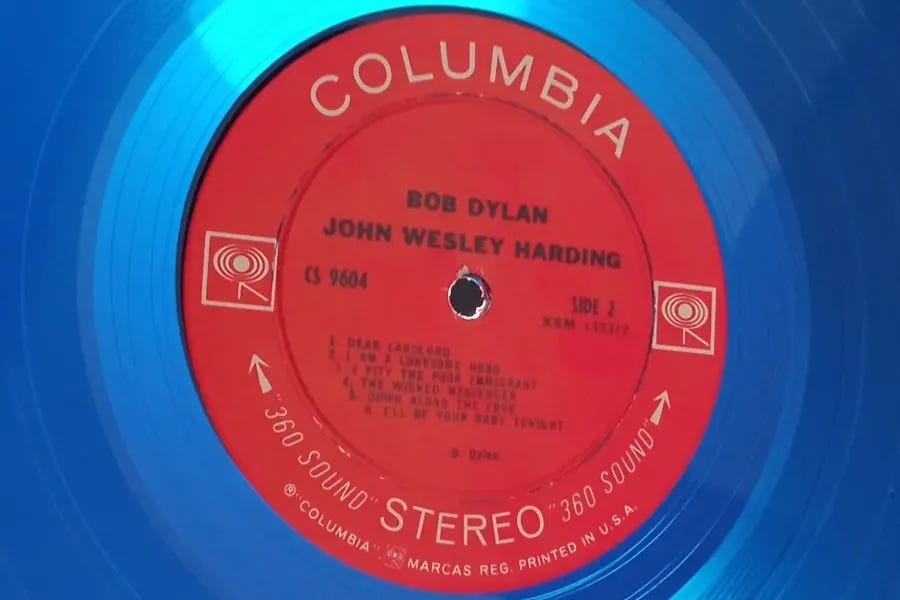 COLUMBIA
BOB DYLAN
JOHN WESLEY HARDING
CS 9604
SIDE 2
XSM
1. DEAR LANDLORD
2. I AM A LONESOME HOBO
3. I PITY THE POOR IMMIGRANT
4. THE WICKED MESSENGER
5. DOWN ALONG THE COVE
6. I'LL BE YOUR BABY TONIGHT
B. Dylan
"360 SOUND" STEREO "360 SOUND"
® "COLUMBIA", MARCAS REG. PRINTED IN U.S.A.